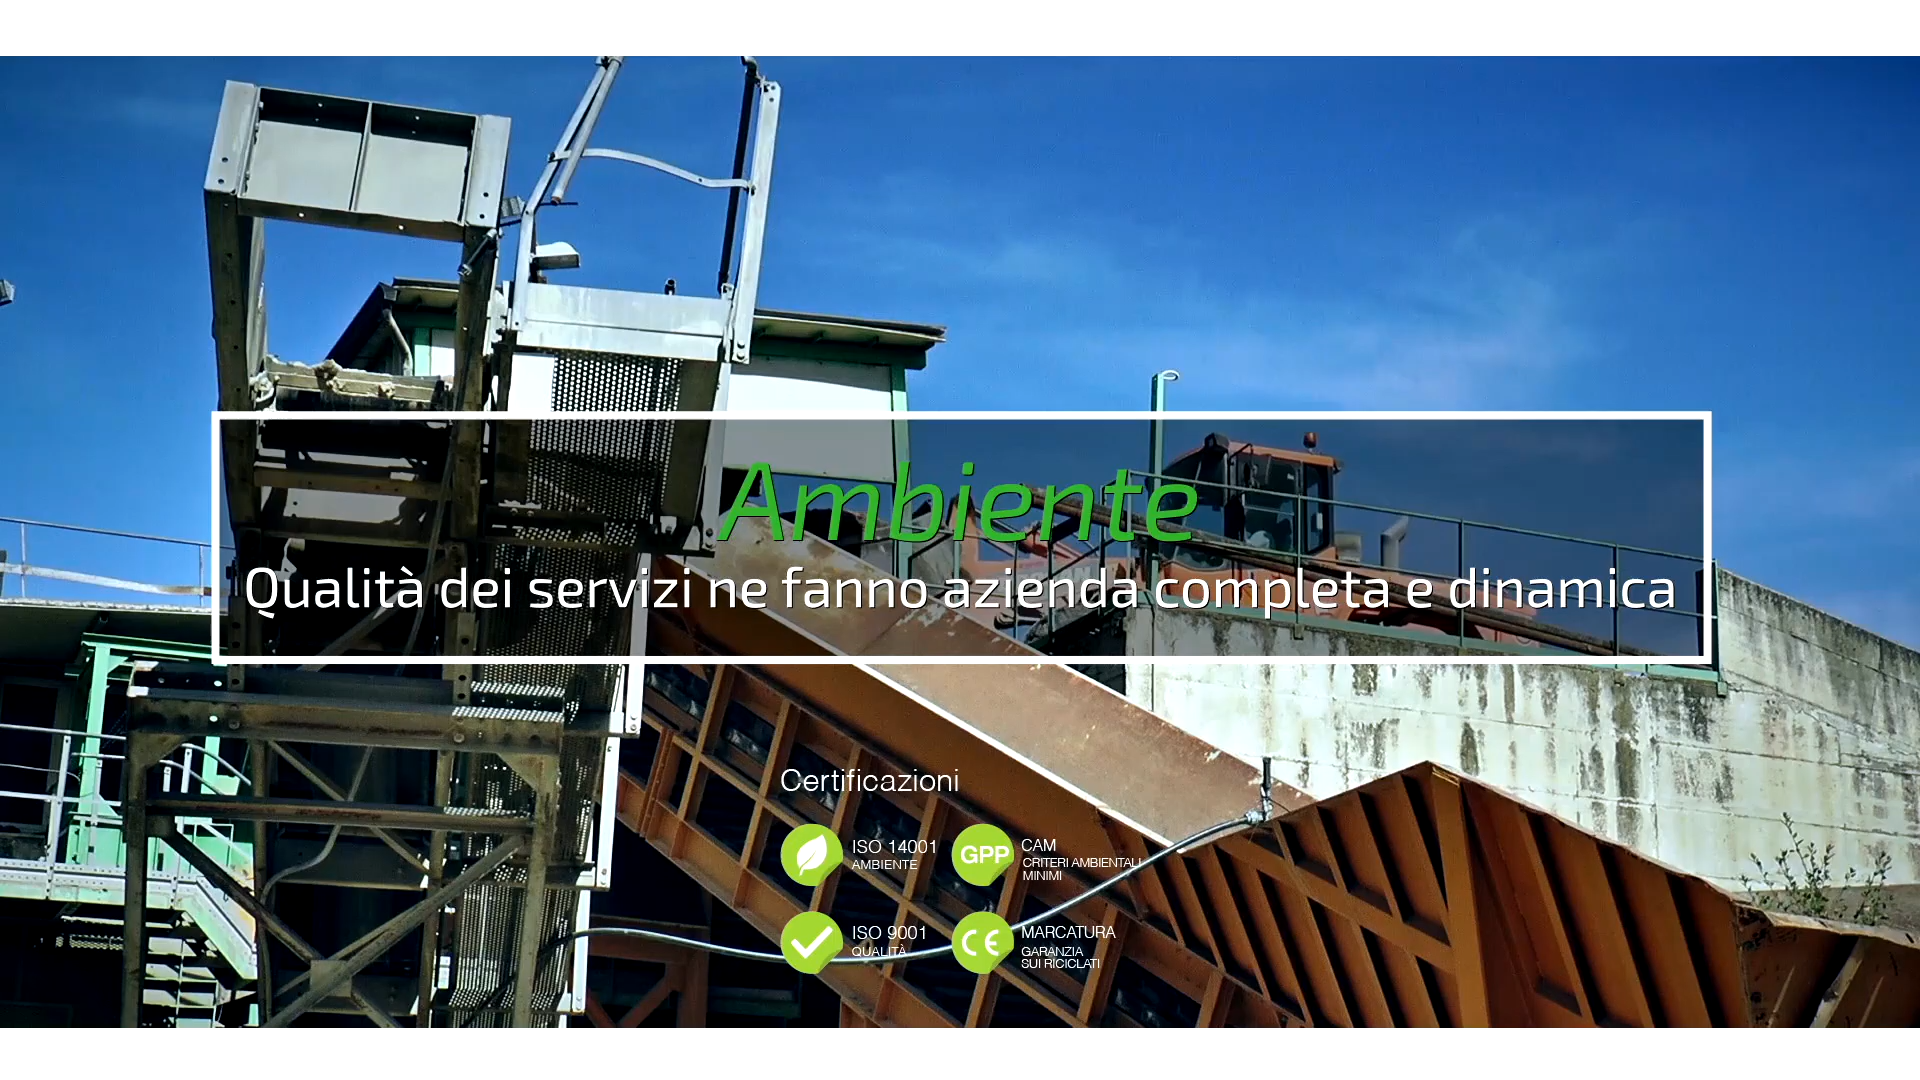 Ambiente
Qualità dei servizi ne fanno azienda completa e dinamica
Certificazioni
ISO 14001
AMBIENTE
GPP
CAM
CRITERI AMBIENTALI
MINIMI
ISO 9001
QUALITÀ
CE
MARCATURA
GARANZIA
SUI RICICLATI